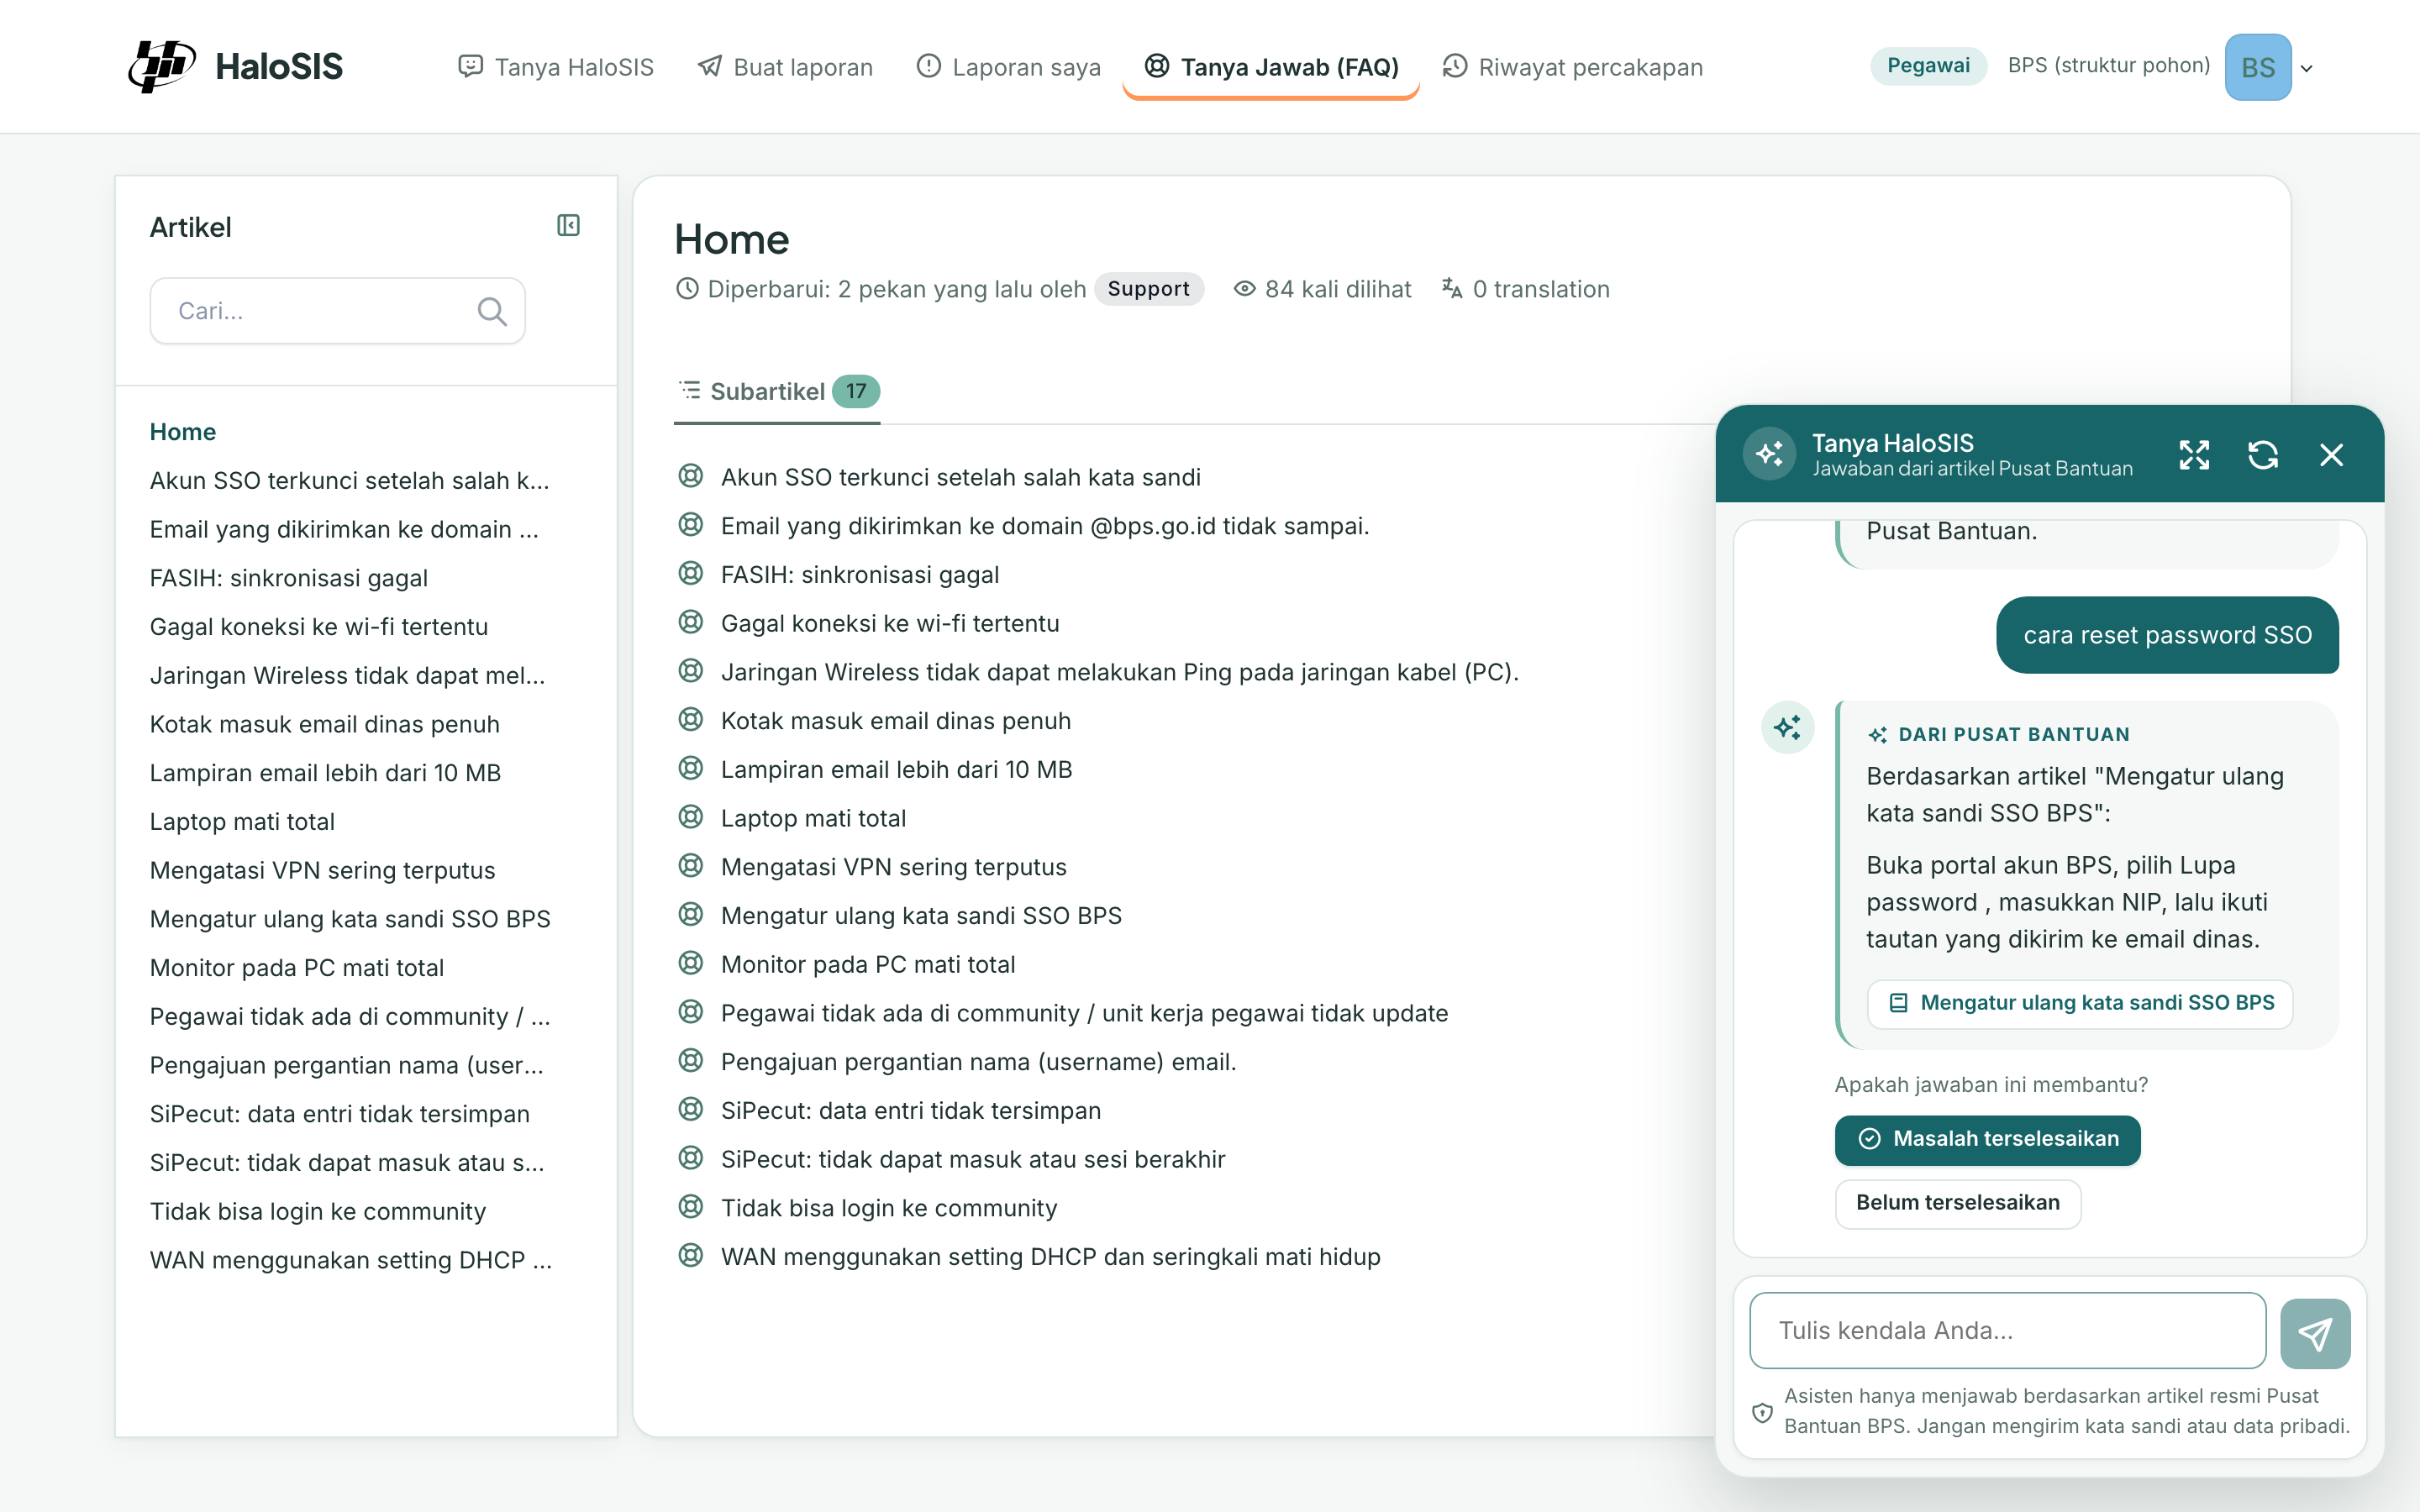 HaloSIS
Tanya HaloSIS
Buat laporan
Laporan saya
Tanya Jawab (FAQ)
Riwayat percakapan
Pegawai
BPS (struktur pohon)
BS
Artikel
Cari...
Home
Akun SSO terkunci setelah salah k...
Email yang dikirimkan ke domain ...
FASIH: sinkronisasi gagal
Gagal koneksi ke wi-fi tertentu
Jaringan Wireless tidak dapat mel...
Kotak masuk email dinas penuh
Lampiran email lebih dari 10 MB
Laptop mati total
Mengatasi VPN sering terputus
Mengatur ulang kata sandi SSO BPS
Monitor pada PC mati total
Pegawai tidak ada di community / ...
Pengajuan pergantian nama (user...
SiPecut: data entri tidak tersimpan
SiPecut: tidak dapat masuk atau s...
Tidak bisa login ke community
WAN menggunakan setting DHCP ...
Home
Diperbarui: 2 pekan yang lalu oleh Support 84 kali dilihat 0 translation
Subartikel 17
Akun SSO terkunci setelah salah kata sandi
Email yang dikirimkan ke domain @bps.go.id tidak sampai.
FASIH: sinkronisasi gagal
Gagal koneksi ke wi-fi tertentu
Jaringan Wireless tidak dapat melakukan Ping pada jaringan kabel (PC).
Kotak masuk email dinas penuh
Lampiran email lebih dari 10 MB
Laptop mati total
Mengatasi VPN sering terputus
Mengatur ulang kata sandi SSO BPS
Monitor pada PC mati total
Pegawai tidak ada di community / unit kerja pegawai tidak update
Pengajuan pergantian nama (username) email.
SiPecut: data entri tidak tersimpan
SiPecut: tidak dapat masuk atau sesi berakhir
Tidak bisa login ke community
WAN menggunakan setting DHCP dan seringkali mati hidup
Tanya HaloSIS
Jawaban dari artikel Pusat Bantuan
Pusat Bantuan.
cara reset password SSO
DARI PUSAT BANTUAN
Berdasarkan artikel "Mengatur ulang
kata sandi SSO BPS":
Buka portal akun BPS, pilih Lupa
password , masukkan NIP, lalu ikuti
tautan yang dikirim ke email dinas.
Mengatur ulang kata sandi SSO BPS
Apakah jawaban ini membantu?
Masalah terselesaikan
Belum terselesaikan
Tulis kendala Anda...
Asisten hanya menjawab berdasarkan artikel resmi Pusat
Bantuan BPS. Jangan mengirim kata sandi atau data pribadi.